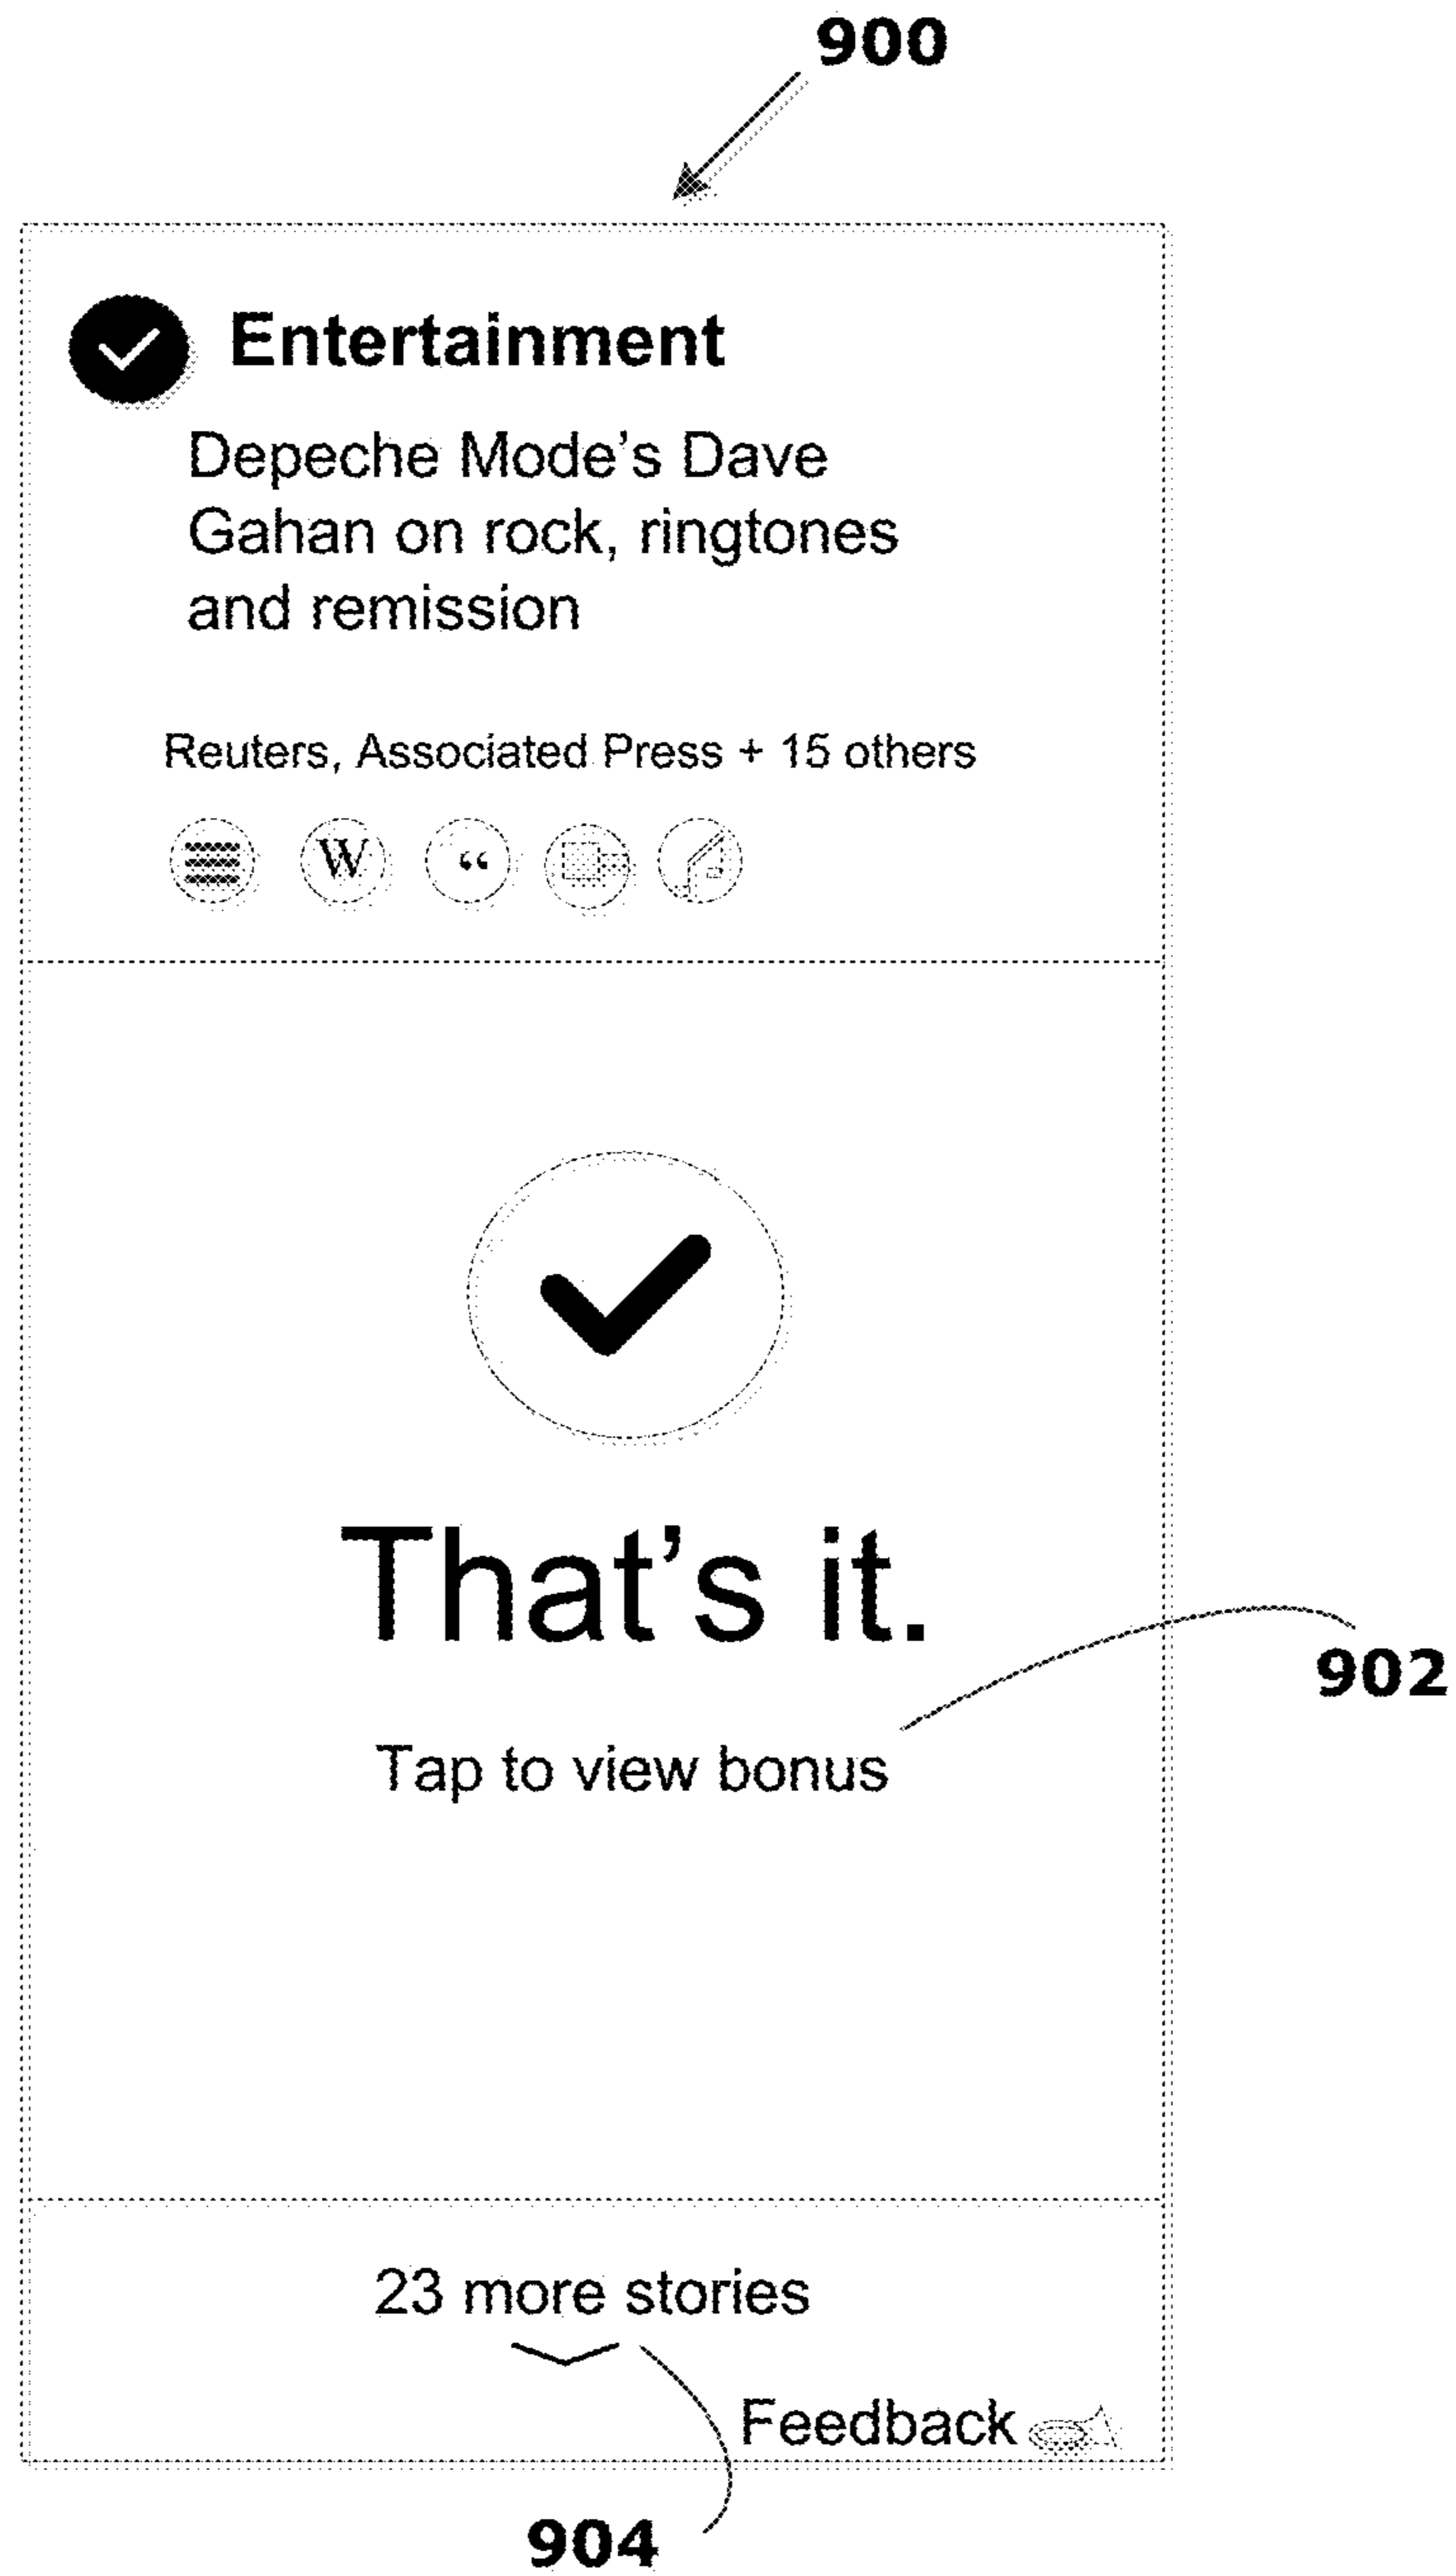 900
Entertainment
Depeche Mode’s Dave
Gahan on rock, ringtones
and remission
Reuters, Associated Press + 15 others
W “
That’s it.
902
Tap to view bonus
23 more stories
Feedback
904